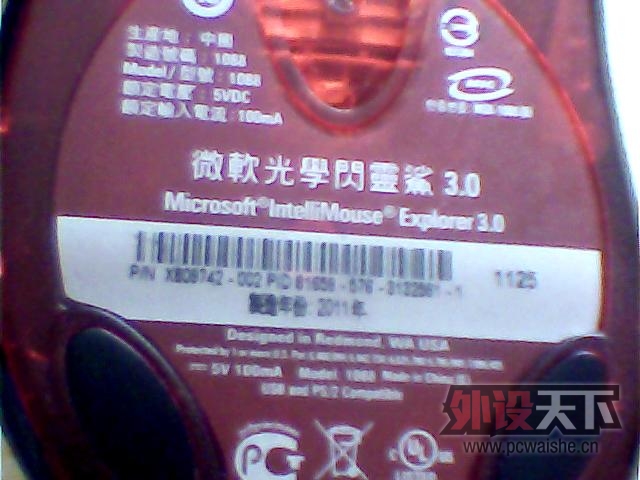 生產地：中國
製造號碼：1088
Model/型號：1088
額定電壓：5VDC
額定輸入電流：100mA
微軟光學閃靈鯊 3.0
Microsoft® IntelliMouse® Explorer 3.0
P/N X809742 - 002 PID 1125
製造年份: 2011年
Designed in Redmond, WA USA
5V 100mA Model 1088 Made in China
USB and PS/2 Compatible
PCT
UL
LISTED
外设天下
www.pcwaishe.cn